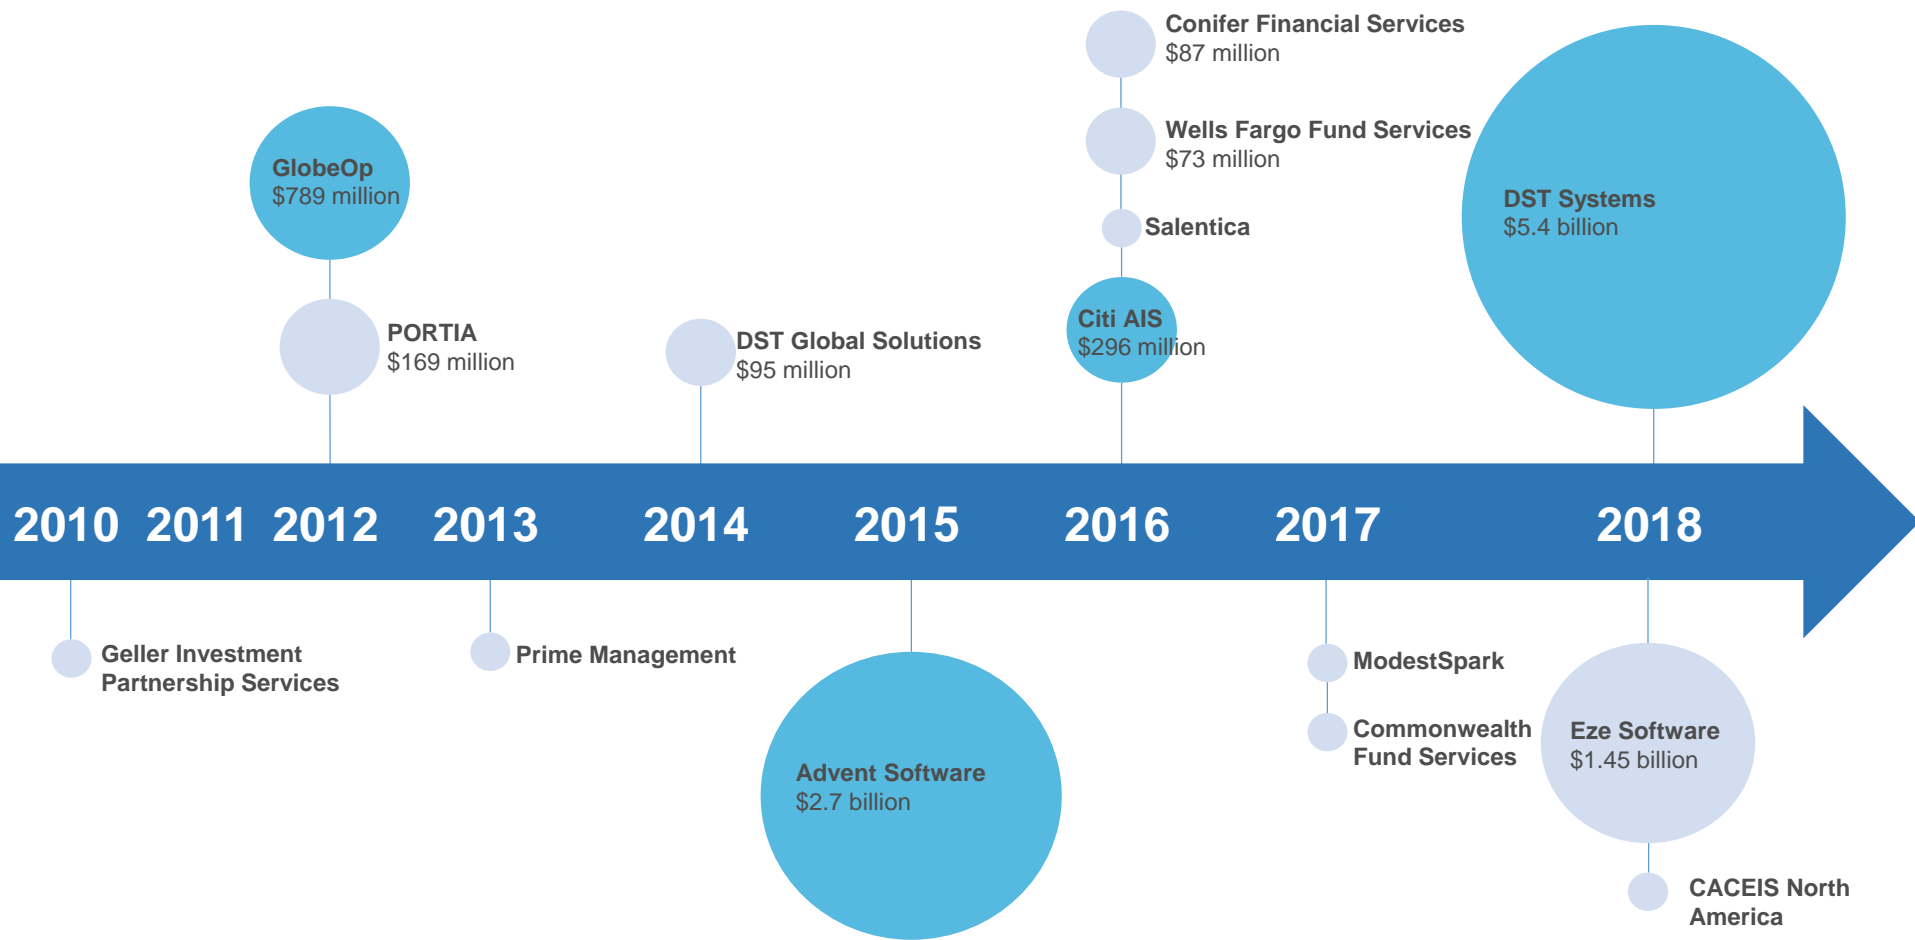 Conifer Financial Services
$87 million
Wells Fargo Fund Services
$73 million
Salentica
Citi AIS
$296 million
GlobeOp
$789 million
PORTIA
$169 million
DST Global Solutions
$95 million
DST Systems
$5.4 billion
2010 2011 2012 2013 2014 2015 2016 2017 2018
Geller Investment
Partnership Services
Prime Management
Advent Software
$2.7 billion
ModestSpark
Commonwealth
Fund Services
Eze Software
$1.45 billion
CACEIS North
America